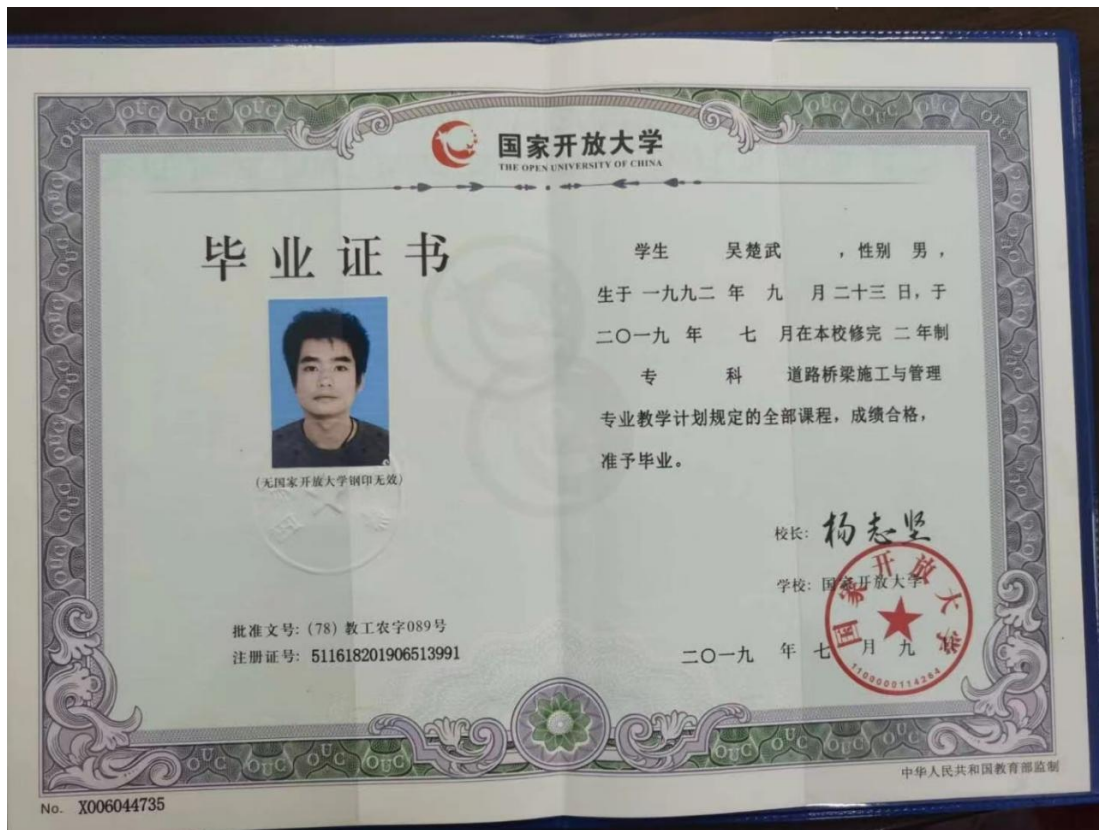 国家开放大学
THE OPEN UNIVERSITY OF CHINA
毕业证书
(无国家开放大学钢印无效)
批准文号: (78) 教工农字089号
注册证号: 511618201906513991
学生 吴楚武 , 性别 男 ,
生于 一九九二 年 九 月 二十三 日, 于
二〇一九 年 七 月在本校修完 二 年制
专 科 道路桥梁施工与管理
专业教学计划规定的全部课程, 成绩合格,
准予毕业。
校长: 杨志坚
学校: 国家开放大学
二〇一九 年 七 月 九
国家开放大学
1100000114264
中华人民共和国教育部监制
No. X006044735